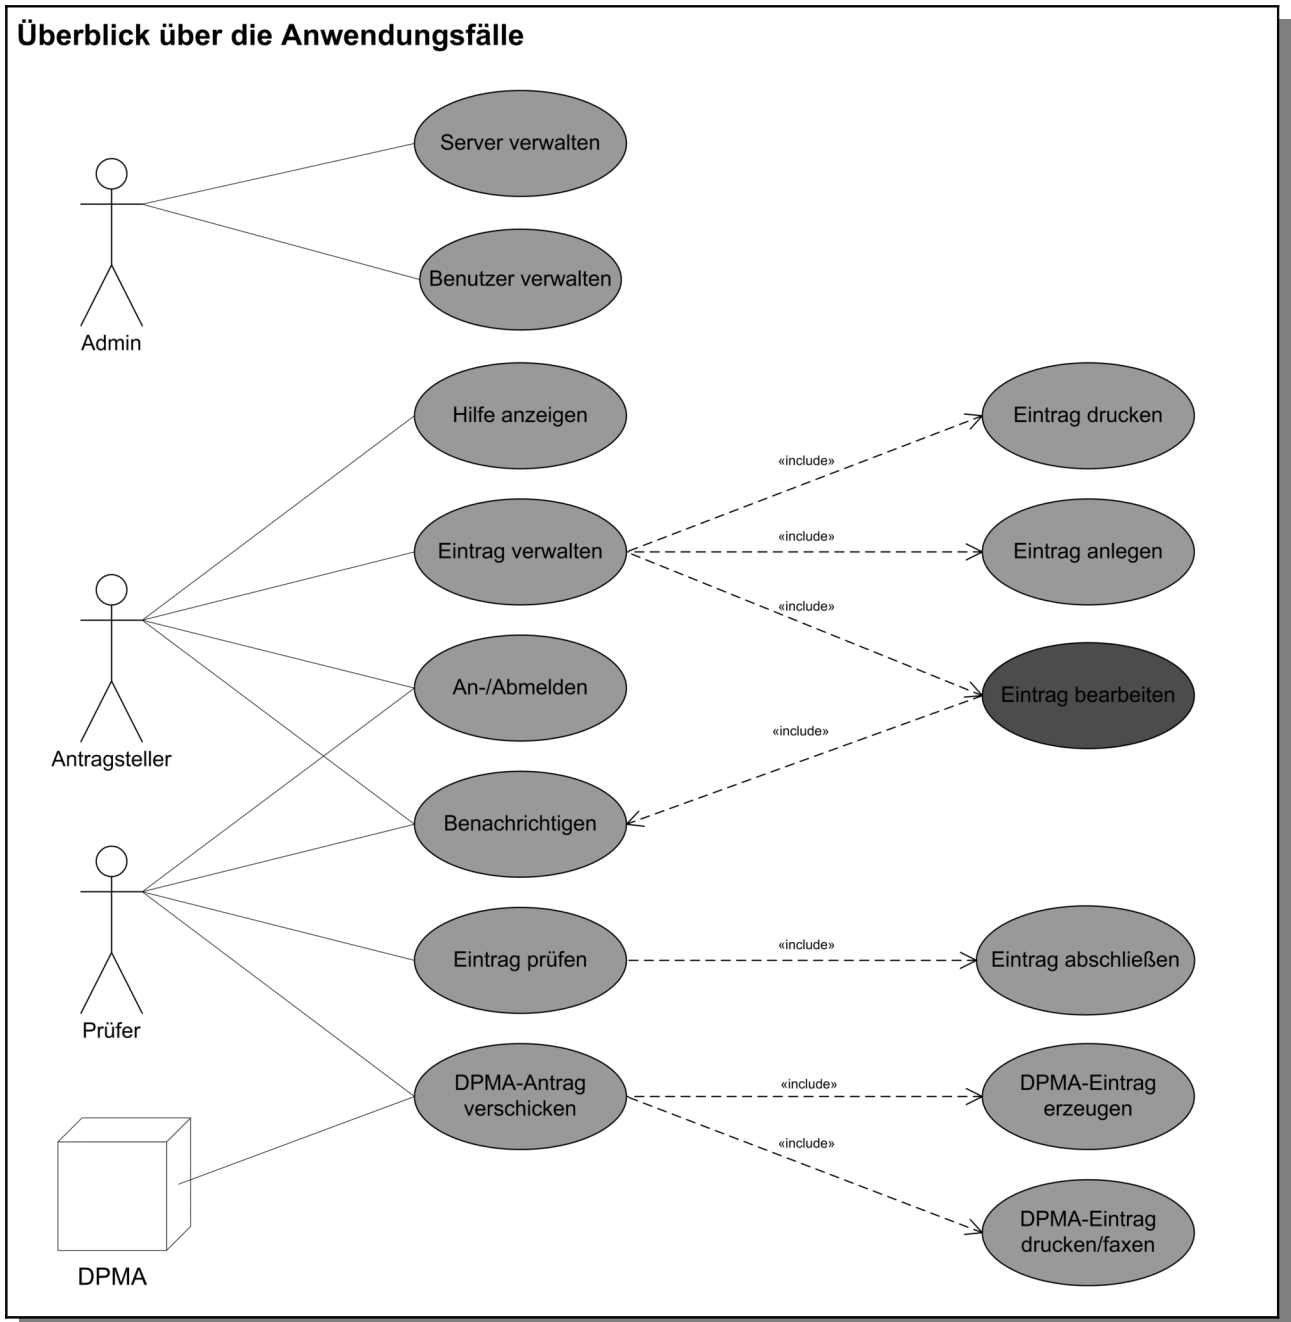 Überblick über die Anwendungsfälle
Server verwalten
Benutzer verwalten
Admin
Hilfe anzeigen
Eintrag drucken
«include»
Eintrag verwalten
«include»
Eintrag anlegen
«include»
An-/Abmelden
Eintrag bearbeiten
«include»
Antragsteller
Benachrichtigen
Eintrag prüfen
«include»
Eintrag abschließen
Prüfer
DPMA-Antrag
verschicken
«include»
DPMA-Eintrag
erzeugen
«include»
DPMA-Eintrag
drucken/faxen
DPMA